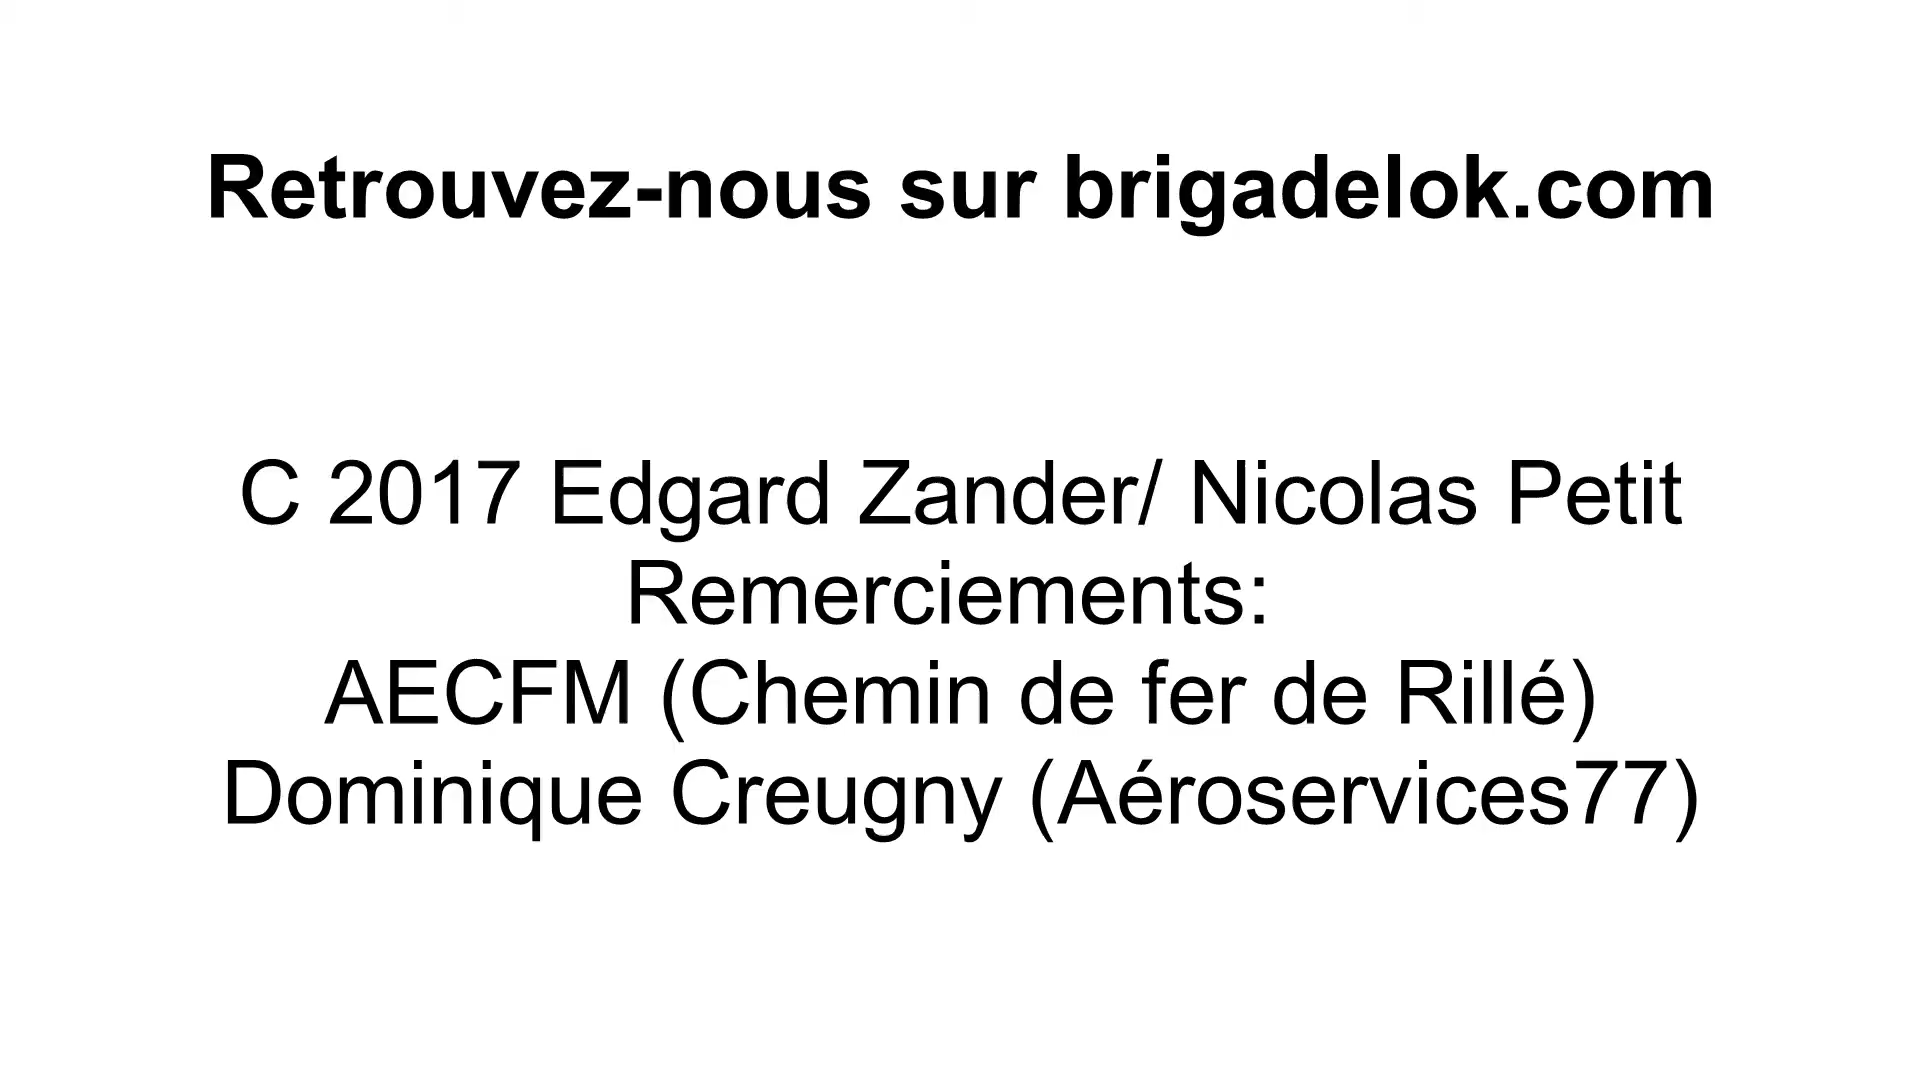 Retrouvez-nous sur brigadelok.com
C 2017 Edgard Zander/ Nicolas Petit
Remerciements:
AECFM (Chemin de fer de Rillé)
Dominique Creugny (Aéroservices77)